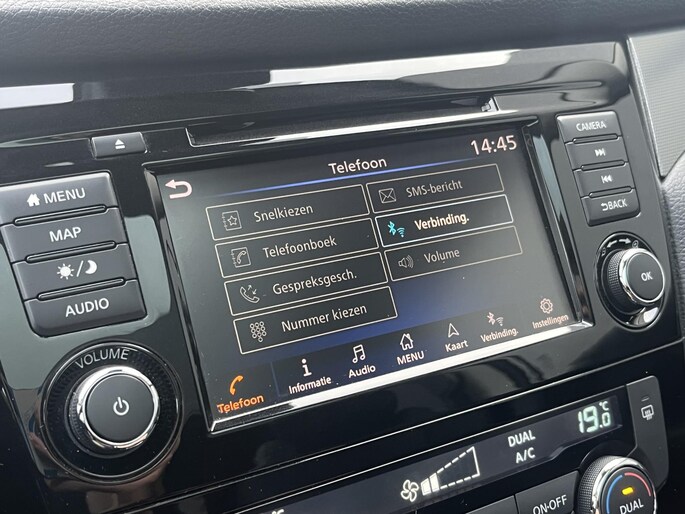 Telefoon
14:45
Snelkiezen
SMS-bericht
Telefoonboek
Verbinding.
Gespreksgesch.
Volume
Nummer kiezen
Telefoon
Informatie
Audio
MENU
Kaart
Verbinding.
Instellingen
MENU
MAP
AUDIO
VOLUME
CAMERA
BACK
OK
DUAL
A/C
19.0°C
ON·OFF
DUAL